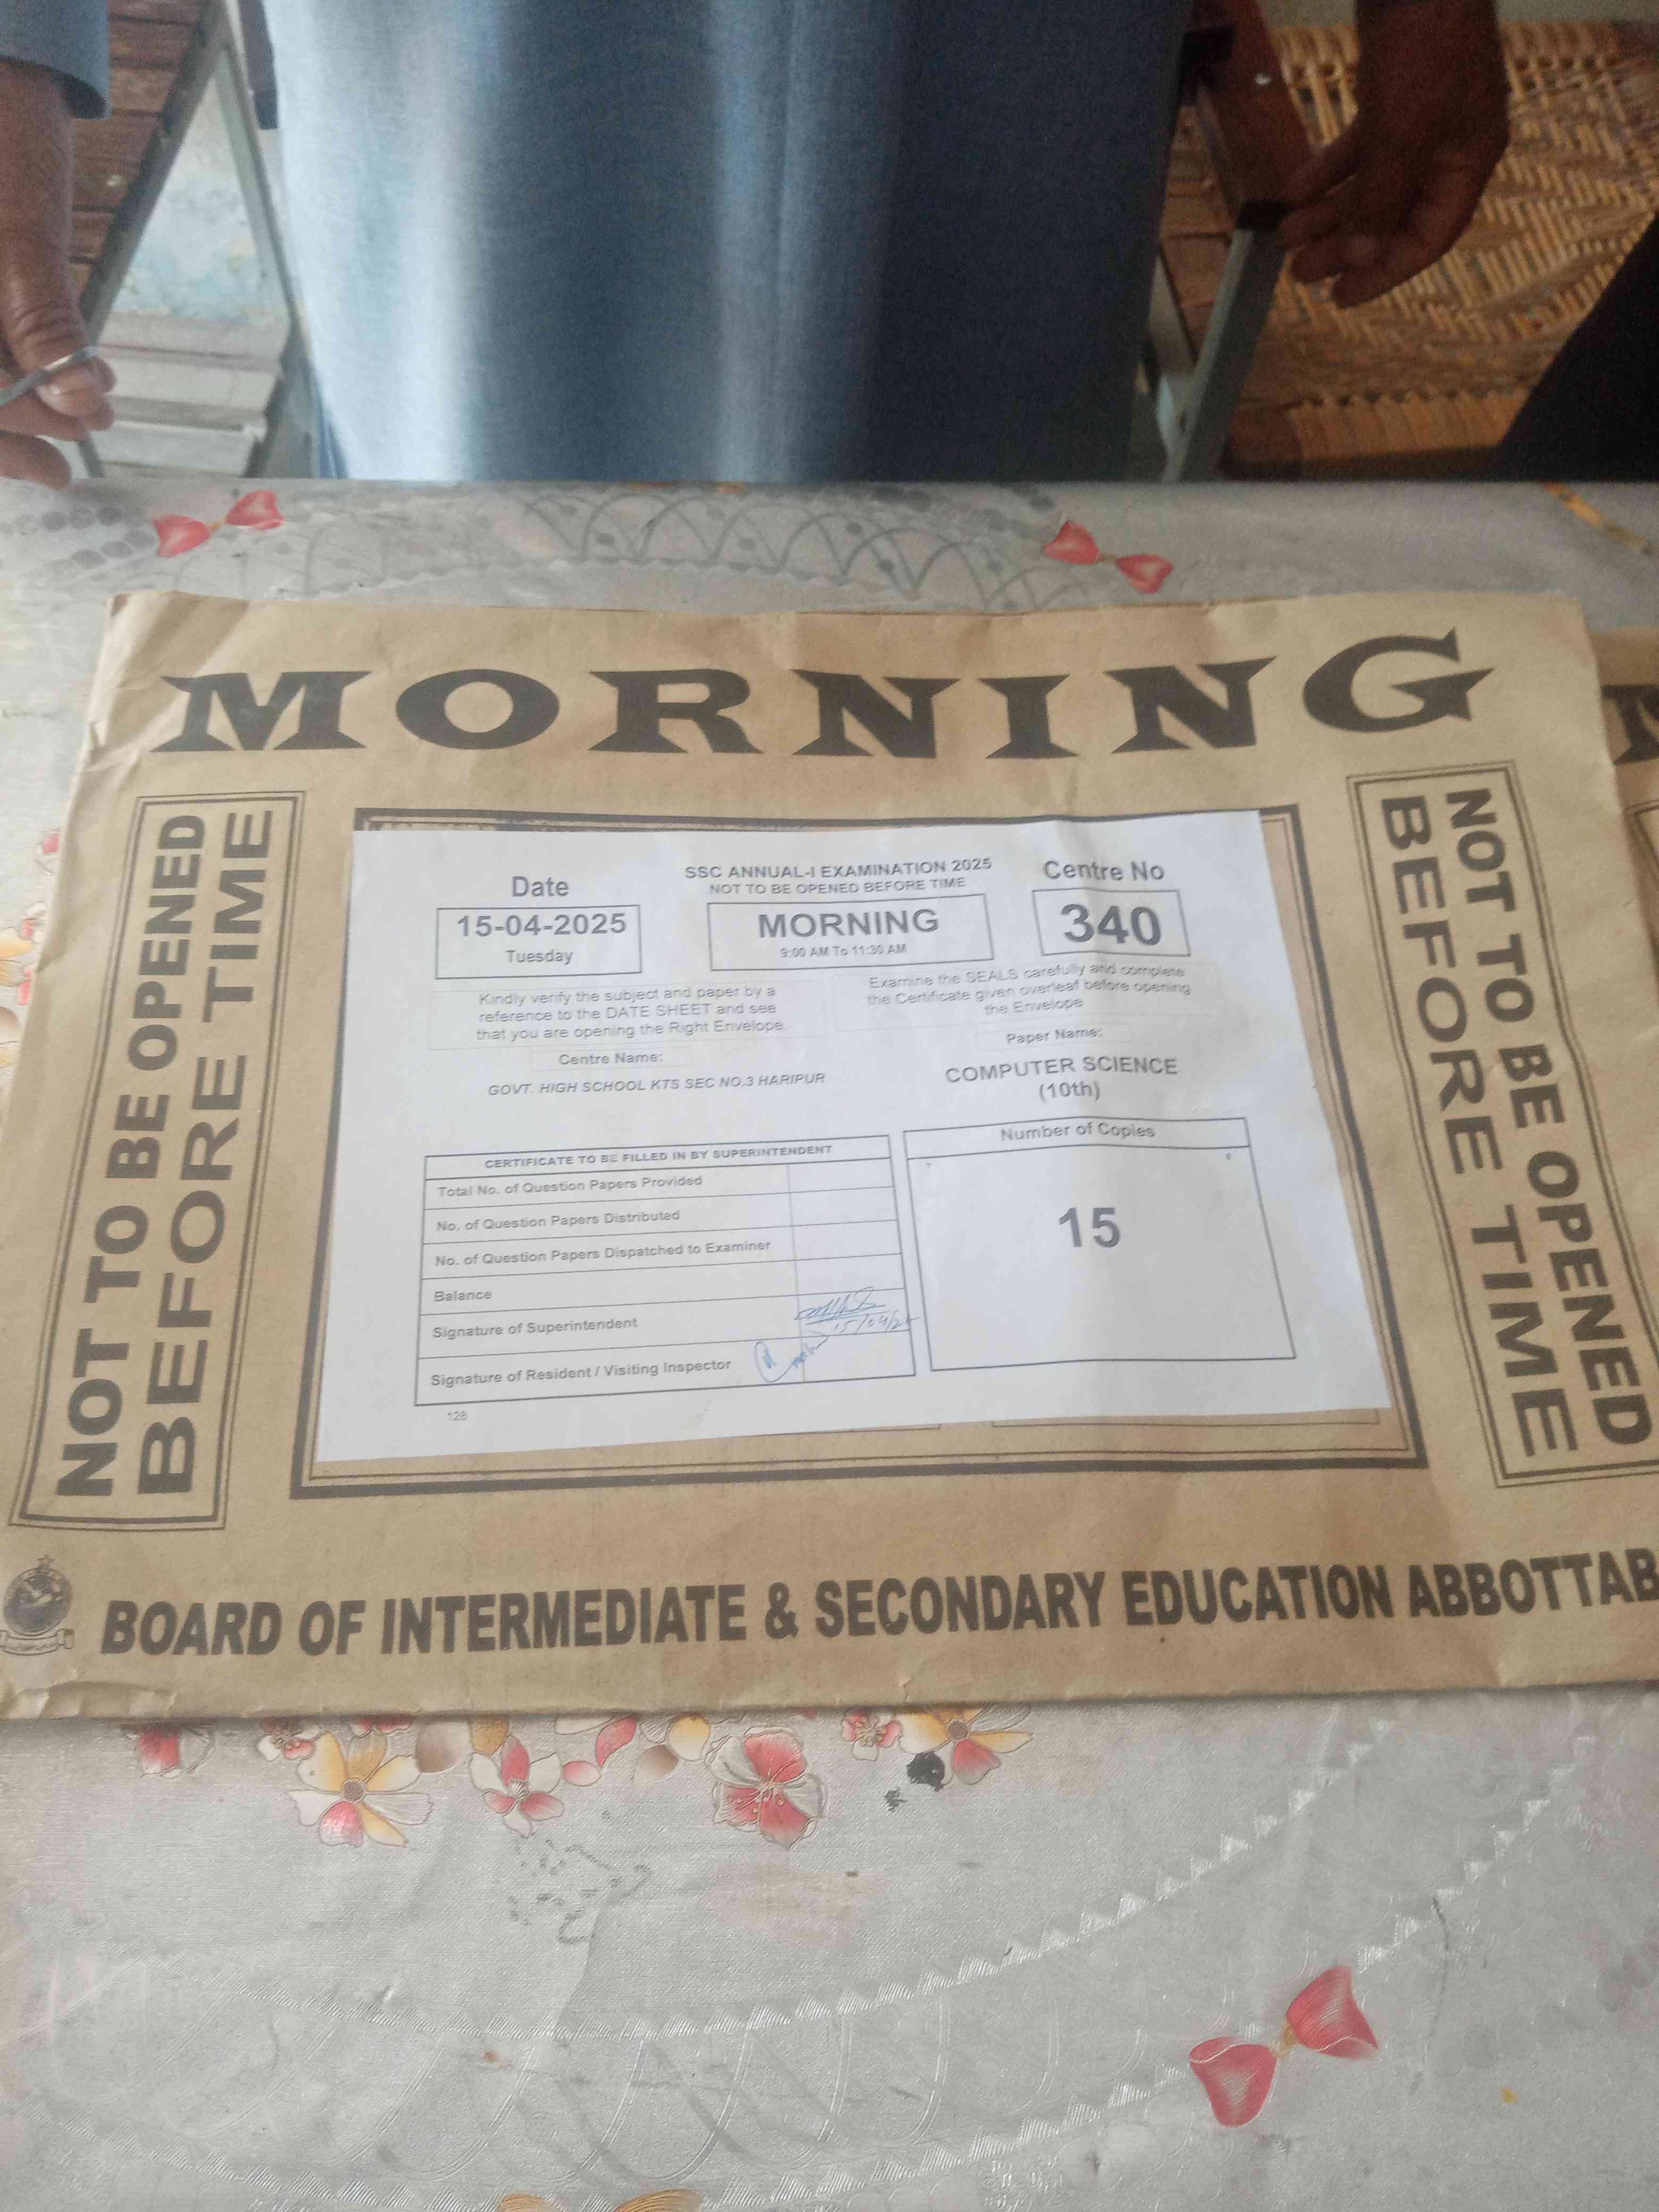 MORNING
NOT TO BE OPENED
BEFORE TIME
Date
15-04-2025
Tuesday
SSC ANNUAL-I EXAMINATION 2025
NOT TO BE OPENED BEFORE TIME
MORNING
9:00 AM To 11:30 AM
Centre No
340
Kindly verify the subject and paper by a
reference to the DATE SHEET and see
that you are opening the Right Envelope.
Examine the SEALS carefully and complete
the Certificate given overleaf before opening
the Envelope
Centre Name:
GOVT. HIGH SCHOOL KTS SEC NO.3 HARIPUR
Paper Name:
COMPUTER SCIENCE
(10th)
CERTIFICATE TO BE FILLED IN BY SUPERINTENDENT
Total No. of Question Papers Provided
No. of Question Papers Distributed
No. of Question Papers Dispatched to Examiner
Balance
Signature of Superintendent
Signature of Resident / Visiting Inspector
128
Number of Copies
15
NOT TO BE OPENED
BEFORE TIME
BOARD OF INTERMEDIATE & SECONDARY EDUCATION ABBOTTAB